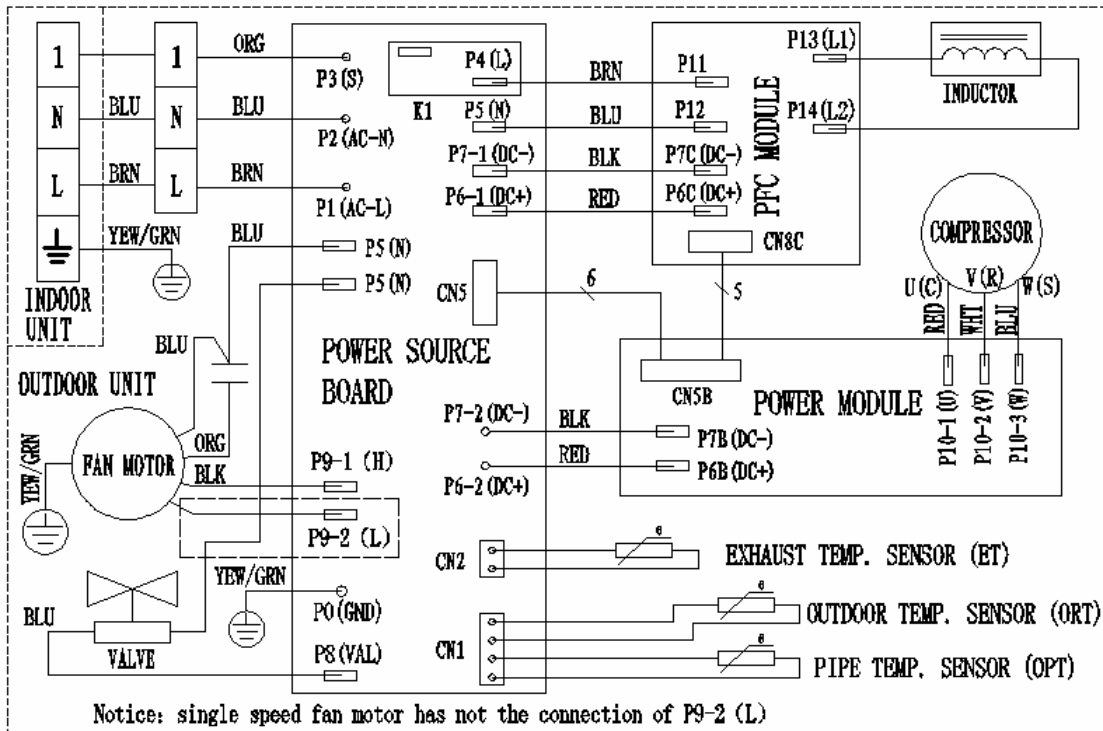 1
N
L
INDOOR
UNIT
1
N
L
BLU
BRN
YEW/GRN
ORG
BLU
BRN
BLU
P3(S)
P2(AC-N)
P1(AC-L)
P5(N)
P5(N)
K1
P4(L)
P5(N)
P7-1(DC-)
P6-1(DC+)
CN5
BRN
BLU
BLK
RED
6
5
P11
P12
P7C(DC-)
P6C(DC+)
CN8C
PFC MODULE
P13(L1)
P14(L2)
INDUCTOR
COMPRESSOR
U(C)
V(R)
W(S)
RED
WHT
BLU
P10-1(U)
P10-2(V)
P10-3(W)
CN5B
POWER MODULE
P7B(DC-)
P6B(DC+)
BLK
RED
P7-2(DC-)
P6-2(DC+)
POWER SOURCE
BOARD
OUTDOOR UNIT
BLU
FAN MOTOR
YEW/GRN
ORG
BLK
P9-1 (H)
P9-2 (L)
YEW/GRN
P0(GND)
BLU
VALVE
P8(VAL)
CN2
θ
EXHAUST TEMP. SENSOR (ET)
CN1
θ
OUTDOOR TEMP. SENSOR (ORT)
θ
PIPE TEMP. SENSOR (OPT)
Notice: single speed fan motor has not the connection of P9-2 (L)